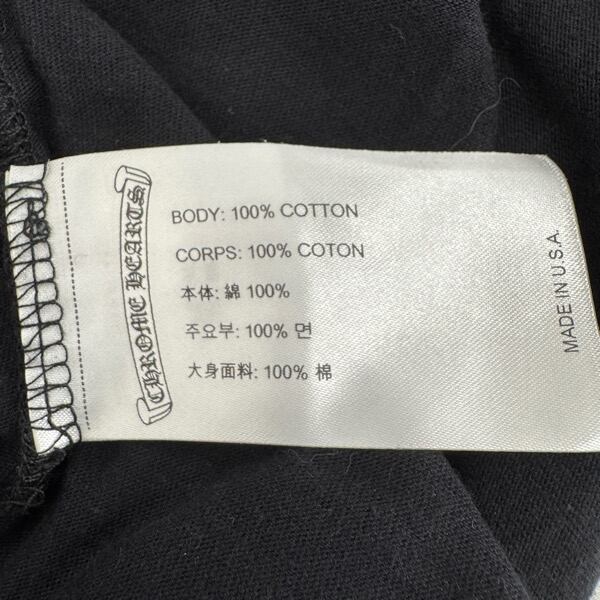 CHROME HEARTS
BODY: 100% COTTON
CORPS: 100% COTON
本体: 綿 100%
주요부: 100% 면
大身面料: 100% 棉
MADE IN U.S.A.